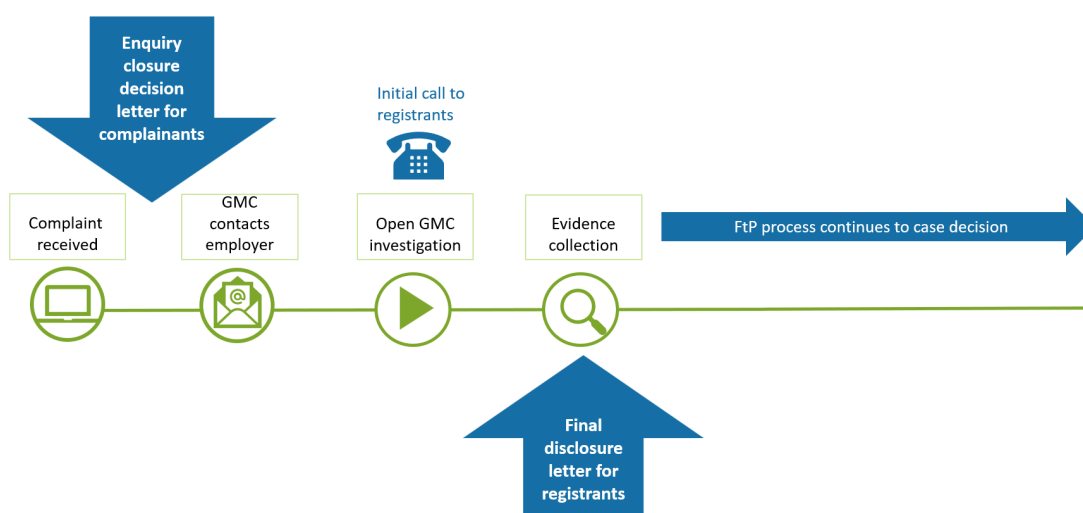 Enquiry
closure
decision
letter for
complainants
Initial call to
registrants
Complaint
received
GMC
contacts
employer
Open GMC
investigation
Evidence
collection
FtP process continues to case decision
@
Final
disclosure
letter for
registrants